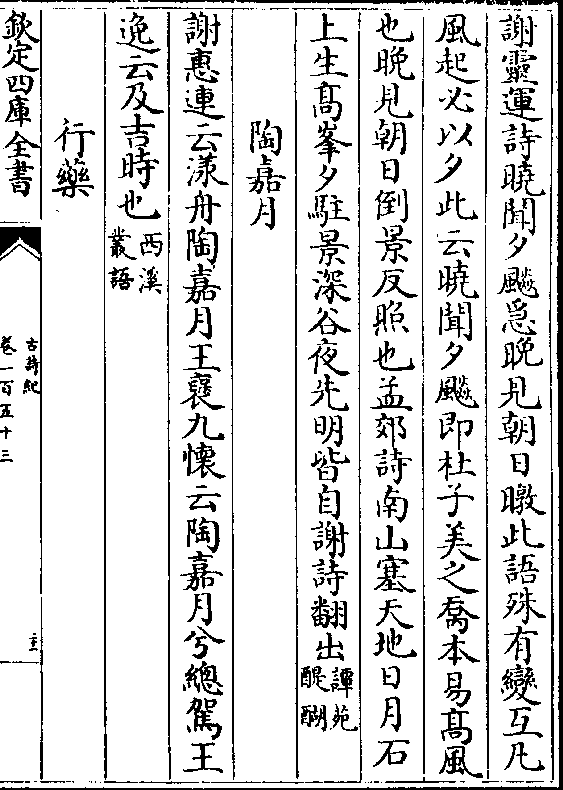 謝靈運詩曉聞夕飈急晚見朝日暾此語殊有變互凡
風起必以夕此云曉聞夕飈即杜子美之喬本易髙風
也晚見朝日倒景反照也孟郊詩南山塞天地日月石
上生髙峯夕駐景深谷夜先明皆自謝詩翻出譚苑醍醐
陶嘉月
謝惠連云漾舟陶嘉月王襃九懷云陶嘉月兮總駕王
逸云及吉時也西溪叢語
行藥
欽定四庫全書
古詩紀
卷一百五十三